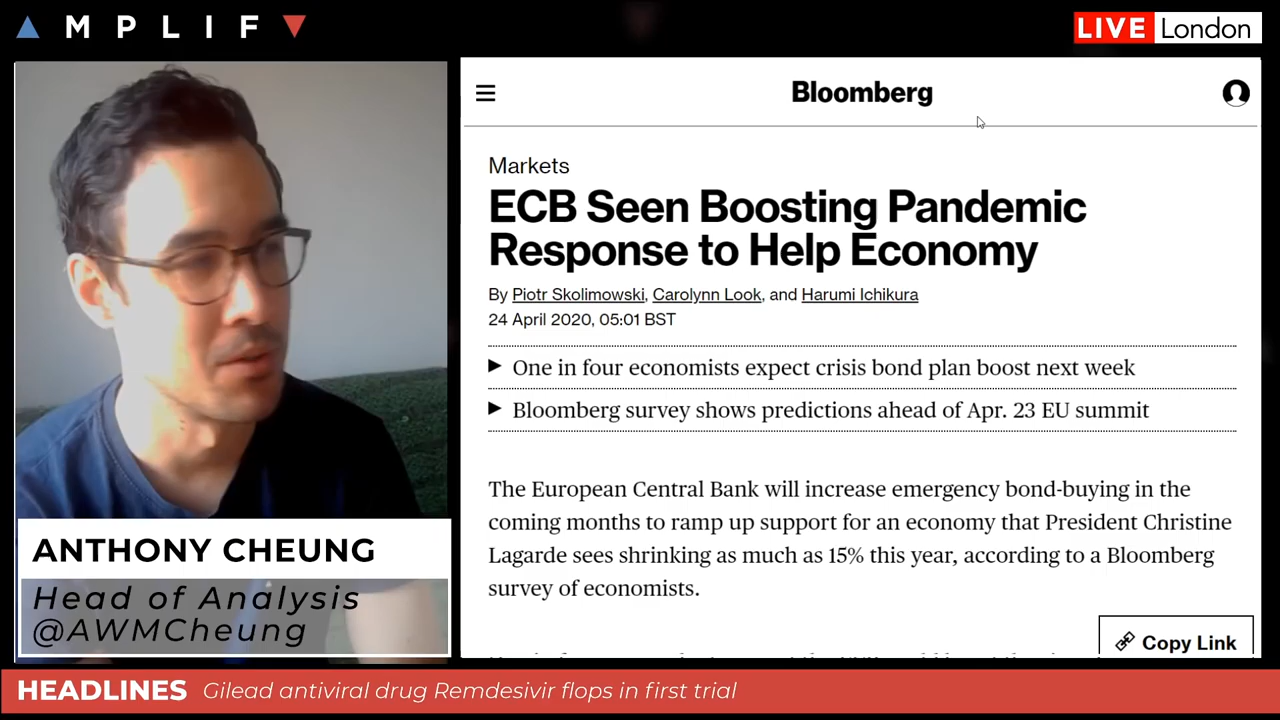 MPLIF
LIVE London
Bloomberg
Markets
ECB Seen Boosting Pandemic
Response to Help Economy
By Piotr Skolimowski, Carolynn Look, and Harumi Ichikura
24 April 2020, 05:01 BST
One in four economists expect crisis bond plan boost next week
Bloomberg survey shows predictions ahead of Apr. 23 EU summit
The European Central Bank will increase emergency bond-buying in the
coming months to ramp up support for an economy that President Christine
Lagarde sees shrinking as much as 15% this year, according to a Bloomberg
survey of economists.
Copy Link
ANTHONY CHEUNG
Head of Analysis
@AWMCheung
HEADLINES Gilead antiviral drug Remdesivir flops in first trial